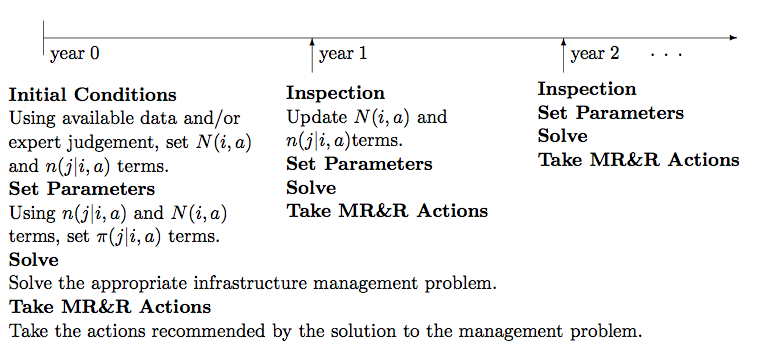 year 0
year 1
year 2 . . .
Initial Conditions
Using available data and/or
expert judgement, set N(i, a)
and n(j|i, a) terms.
Set Parameters
Using n(j|i, a) and N(i, a)
terms, set π(j|i, a) terms.
Solve
Solve the appropriate infrastructure management problem.
Take MR&R Actions
Take the actions recommended by the solution to the management problem.
Inspection
Update N(i, a) and
n(j|i, a)terms.
Set Parameters
Solve
Take MR&R Actions
Inspection
Set Parameters
Solve
Take MR&R Actions